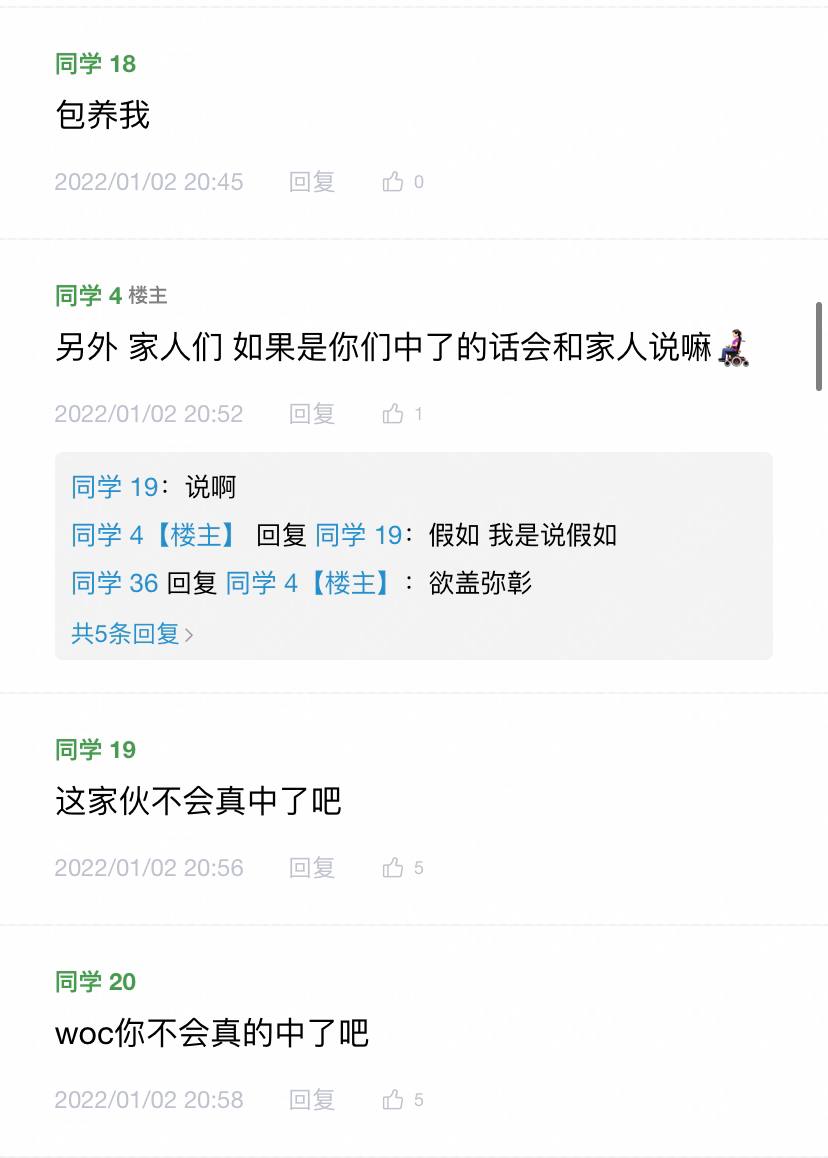 同学 18
包养我
2022/01/02 20:45 回复 0
同学 4 楼主
另外 家人们 如果是你们中了的话会和家人说嘛
2022/01/02 20:52 回复 1
同学 19：说啊
同学 4【楼主】 回复 同学 19：假如 我是说假如
同学 36 回复 同学 4【楼主】：欲盖弥彰
共5条回复
同学 19
这家伙不会真中了吧
2022/01/02 20:56 回复 5
同学 20
woc你不会真的中了吧
2022/01/02 20:58 回复 5